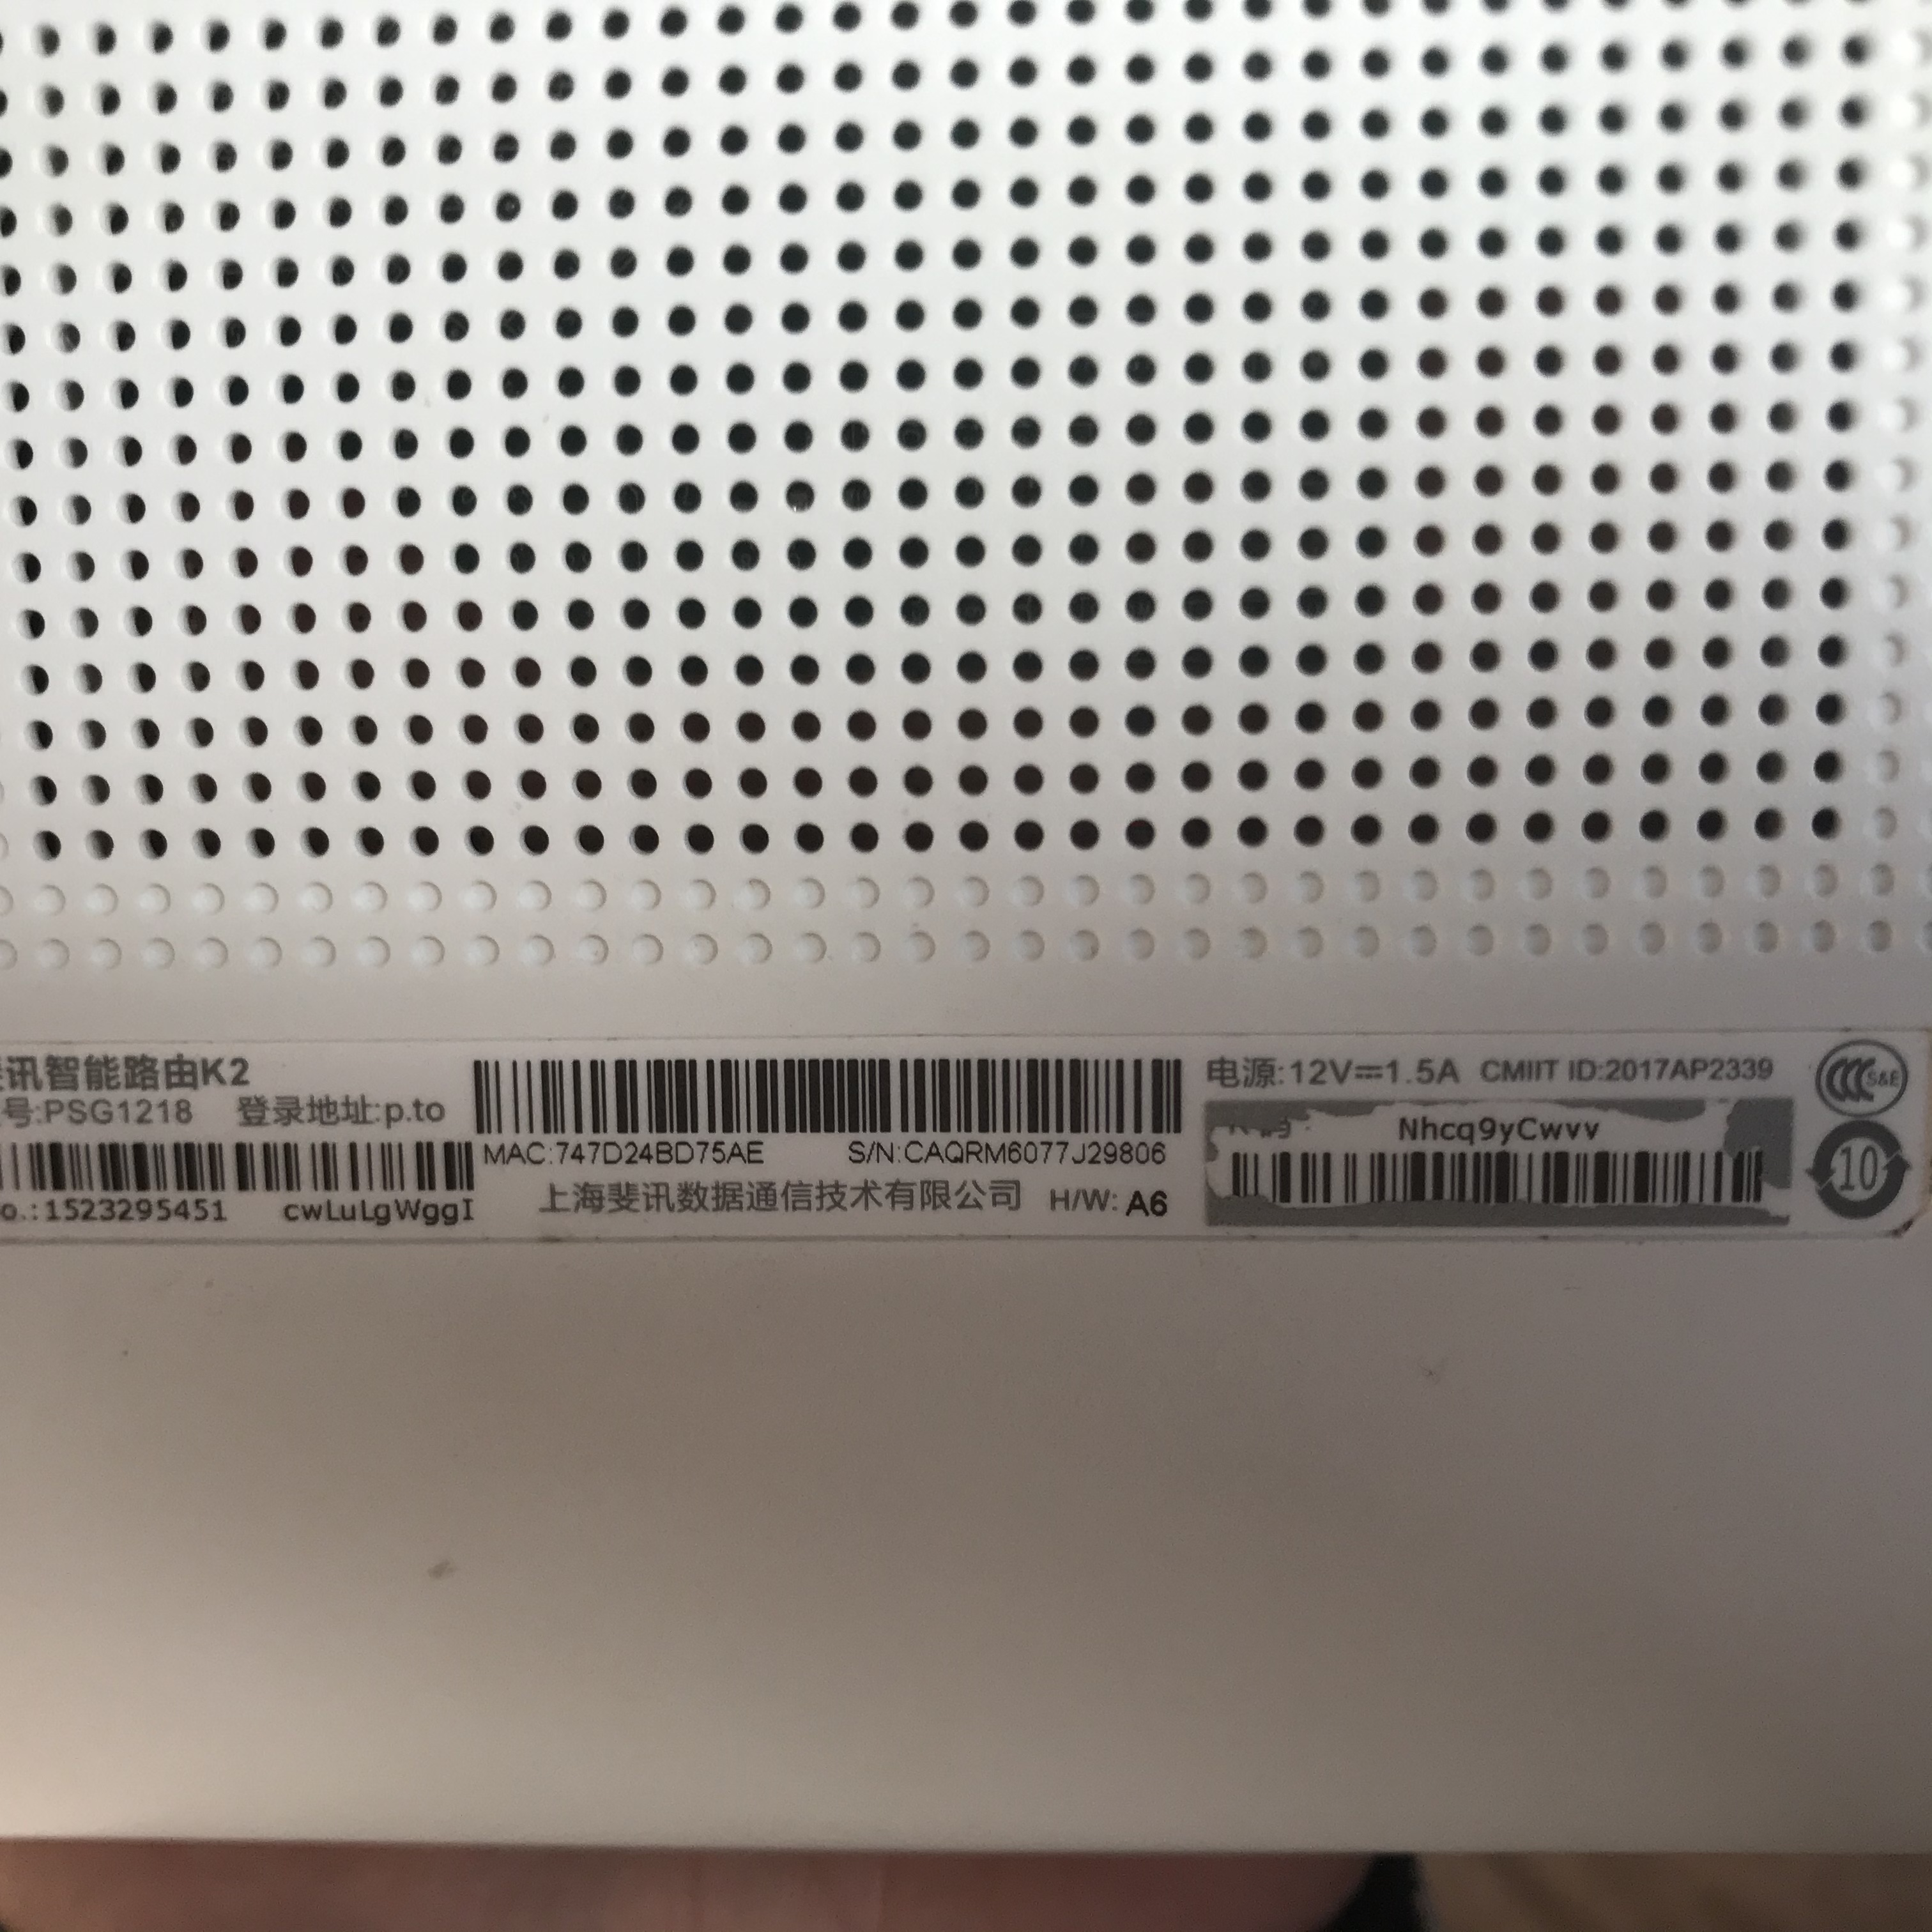 讯智能路由K2
号:PSG1218 登录地址:p.to
o.:1523295451 cwLuLgWggI
MAC:747D24BD75AE S/N:CAQRM6077J29806
上海斐讯数据通信技术有限公司 H/W: A6
电源:12V⎓1.5A CMIIT ID:2017AP2339
Nhcq9yCwvv
CCC S&E
10